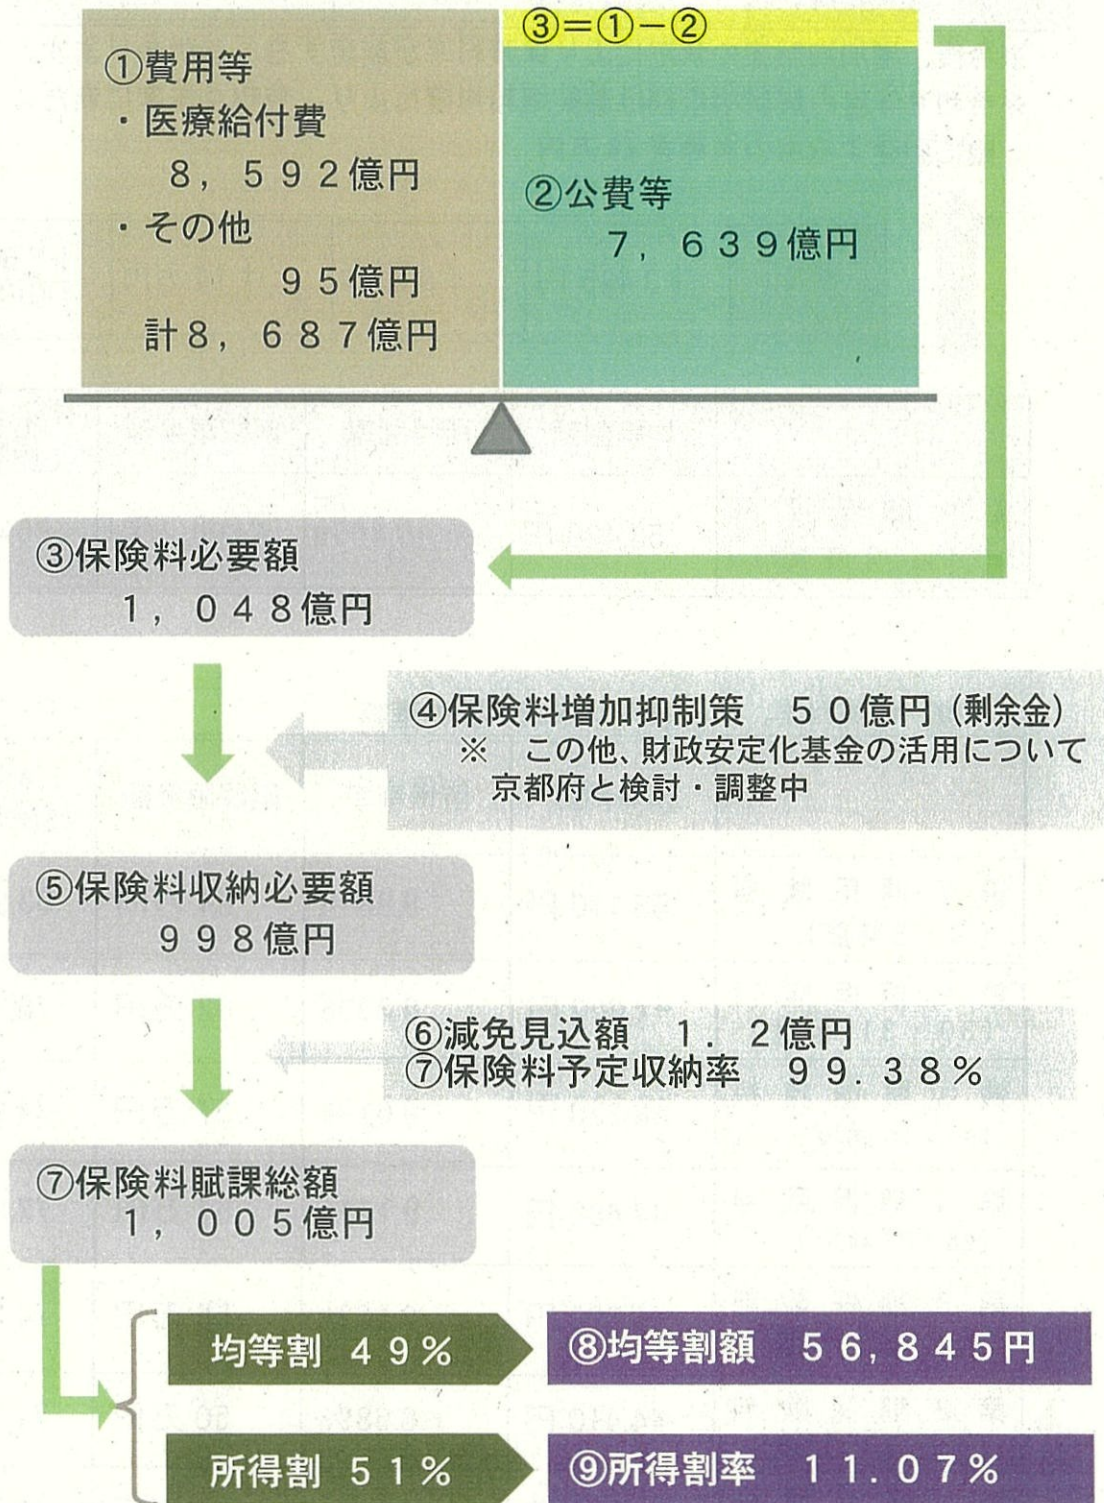 ①費用等
・医療給付費
8,592億円
・その他
95億円
計8,687億円
③=①-②
②公費等
7,639億円
③保険料必要額
1,048億円
④保険料増加抑制策 50億円(剰余金)
※ この他、財政安定化基金の活用について
京都府と検討・調整中
⑤保険料収納必要額
998億円
⑥減免見込額 1.2億円
⑦保険料予定収納率 99.38%
⑦保険料賦課総額
1,005億円
均等割 49%
⑧均等割額 56,845円
所得割 51%
⑨所得割率 11.07%